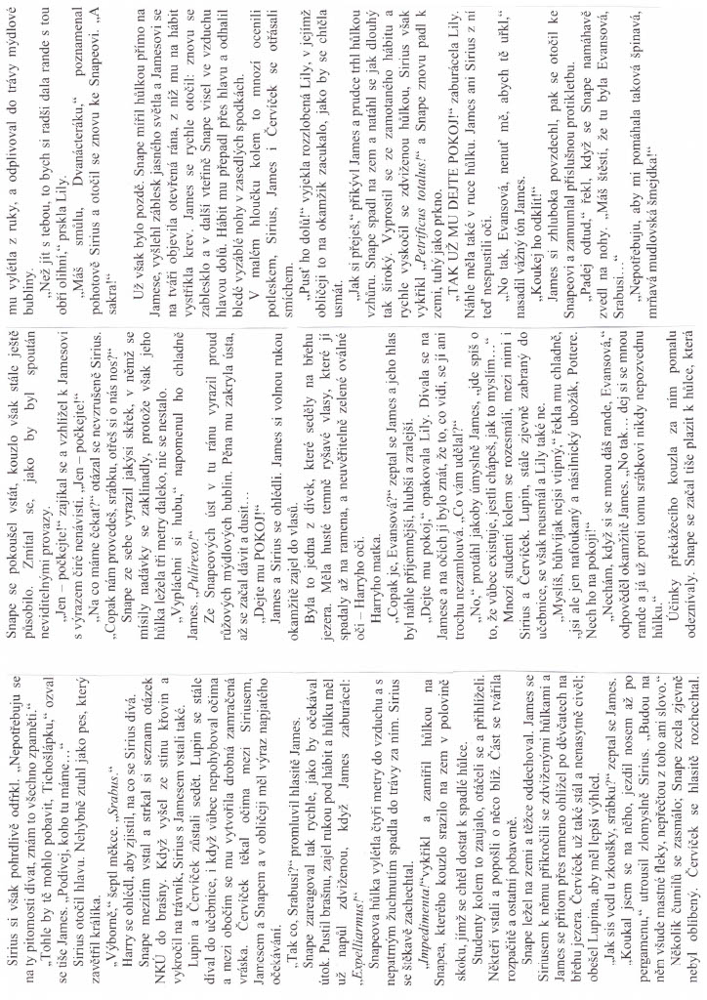 Sirius si však pohrdlivě odfrkl. „Nepotřebuju se
na ty pitomosti dívat, znám to všechno zpaměti.“
„Tohle by tě mohlo pobavit, Tichošlápku,“ ozval
se tiše James. „Podívej, koho tu máme…“
Sirius otočil hlavu. Nehybně ztuhl jako pes, který
zavětřil králíka.
„Výborně,“ šeptl měkce. „Srabus.“
Harry se ohlédl, aby zjistil, na co se Sirius dívá.
Snape mezitím vstal a strkal si seznam otázek
NKÚ do brašny. Když vyšel ze stínu křovin a
vykročil na trávník, Sirius s Jamesem vstali také.
Lupin a Červíček zůstali sedět. Lupin se stále
díval do učebnice, i když vůbec nepohyboval očima
a mezi obočím se mu vytvořila drobná zamračená
vráska. Červíček těkal očima mezi Siriusem,
Jamesem a Snapem a v obličeji měl výraz napjatého
očekávání.
„Tak co, Srabusi?“ promluvil hlasitě James.
Snape zareagoval tak rychle, jako by očekával
útok. Pustil brašnu, zajel rukou pod hábit a hůlku měl
už napůl zdviženou, když James zaburácel:
„Expelliarmus!“
Snapeova hůlka vylétla čtyři metry do vzduchu a s
nepatrným žuchnutím spadla do trávy za ním. Sirius
se štěkavě zachechtal.
„Impedimenta!“ vykřikl a zamířil hůlkou na
Snapea, kterého kouzlo srazilo na zem v polovině
skoku, jímž se chtěl dostat k spadlé hůlce.
Studenty kolem to zaujalo, otáčeli se a přihlíželi.
Někteří vstali a popošli o něco blíž. Část se tvářila
rozpačitě a ostatní pobaveně.
Snape ležel na zemi a těžce oddechoval. James se
Siriusem k němu přikročili se zdviženými hůlkami a
James se přitom přes rameno ohlížel po děvčatech na
břehu jezera. Červíček už také stál a nenasytně civěl;
obešel Lupina, aby měl lepší výhled.
„Jak sis vedl u zkoušky, srábku?“ zeptal se James.
„Koukal jsem se na něho, jezdil nosem až po
pergamenu,“ utrousil zlomyslně Sirius. „Budou na
něm všude mastné fleky, nepřečtou z toho ani slovo.“
Několik čumilů se zasmálo; Snape zcela zjevně
nebyl oblíbený. Červíček se hlasitě rozchechtal.
Snape se pokoušel vstát, kouzlo však stále ještě
působilo. Zmítal se, jako by byl spoután
neviditelnými provazy.
„Jen – počkejte!“ zajíkal se a vzhlížel k Jamesovi
s výrazem čiré nenávisti. „Jen – počkejte!“
„Na co máme čekat?“ otázal se nevzrušeně Sirius.
„Copak nám provedeš, srábku, otřeš si o nás nos?“
Snape ze sebe vyrazil jakýsi skřek, v němž se
mísily nadávky se zaklínadly, protože však jeho
hůlka ležela tři metry daleko, nic se nestalo.
„Vypláchni si hubu,“ napomenul ho chladně
James. „Pulirexo!“
Ze Snapeových úst v tu ránu vyrazil proud
růžových mýdlových bublin. Pěna mu zakryla ústa,
až se začal dávit a dusit…
„Dejte mu POKOJ!“
James a Sirius se ohlédli. James si volnou rukou
okamžitě zajel do vlasů.
Byla to jedna z dívek, které seděly na břehu
jezera. Měla husté temně ryšavé vlasy, které jí
spadaly až na ramena, a neuvěřitelně zelené oválné
oči – Harryho oči.
Harryho matka.
„Copak je, Evansová?“ zeptal se James a jeho hlas
byl náhle příjemnější, hlubší a zralejší.
„Dejte mu pokoj,“ opakovala Lily. Dívala se na
Jamese a na očích jí bylo znát, že to, co vidí, se jí ani
trochu nezamlouvá. „Co vám udělal?“
„No,“ protáhl jakoby úmyslně James, „jde spíš o
to, že vůbec existuje, jestli chápeš, jak to myslím…“
Mnozí studenti kolem se rozesmáli, mezi nimi i
Sirius a Červíček. Lupin, stále zjevně zabraný do
učebnice, se však neusmál a Lily také ne.
„Myslíš, bůhvíjak nejsi vtipný,“ řekla mu chladně,
„jsi ale jen nafoukaný a násilnický ubožák, Pottere.
Nech ho na pokoji!“
„Nechám, když si se mnou dáš rande, Evansová,“
odpověděl okamžitě James. „No tak… dej si se mnou
rande a já už proti tomu srábkovi nikdy nepozvednu
hůlku.“
Účinky překážecího kouzla za ním pomalu
odeznívaly. Snape se začal tiše plazit k hůlce, která
mu vylétla z ruky, a odplivoval do trávy mýdlové
bubliny.
„Než jít s tebou, to bych si radši dala rande s tou
obří olihní,“ prskla Lily.
„Máš smůlu, Dvanácteráku,“ poznamenal
pohotově Sirius a otočil se znovu ke Snapeovi. „A
sakra!“
Už však bylo pozdě. Snape mířil hůlkou přímo na
Jamese, vyšlehl záblesk jasného světla a Jamesovi se
na tváři objevila otevřená rána, z níž mu na hábit
vystříkla krev. James se rychle otočil: znovu se
zablesklo a v další vteřině Snape visel ve vzduchu
hlavou dolů. Hábit mu přepadl přes hlavu a odhalil
bledé vyzáblé nohy v zašedlých spodkách.
V malém hloučku kolem to mnozí ocenili
potleskem, Sirius, James i Červíček se otřásali
smíchem.
„Pusť ho dolů!“ vyjekla rozzlobená Lily, v jejímž
obličeji to na okamžik zacukalo, jako by se chtěla
usmát.
„Jak si přeješ,“ přikývl James a prudce trhl hůlkou
vzhůru. Snape spadl na zem a natáhl se jak dlouhý
tak široký. Vyprostil se ze zamotaného hábitu a
rychle vyskočil se zdviženou hůlkou, Sirius však
vykřikl „Petrificus totalus!“ a Snape znovu padl k
zemi, tuhý jako prkno.
„TAK UŽ MU DEJTE POKOJ!“ zaburácela Lily.
Náhle měla také v ruce hůlku. James ani Sirius z ní
teď nespustili oči.
„No tak, Evansová, nenuť mě, abych tě uřkl,“
nasadil vážný tón James.
„Koukej ho odklít!“
James si zhluboka povzdechl, pak se otočil ke
Snapeovi a zamumlal příslušnou protikletbu.
„Padej odtud,“ řekl, když se Snape namáhavě
zvedl na nohy. „Máš štěstí, že tu byla Evansová,
Srabusi…“
„Nepotřebuju, aby mi pomáhala taková špinavá,
mrňavá mudlovská šmejdka!“